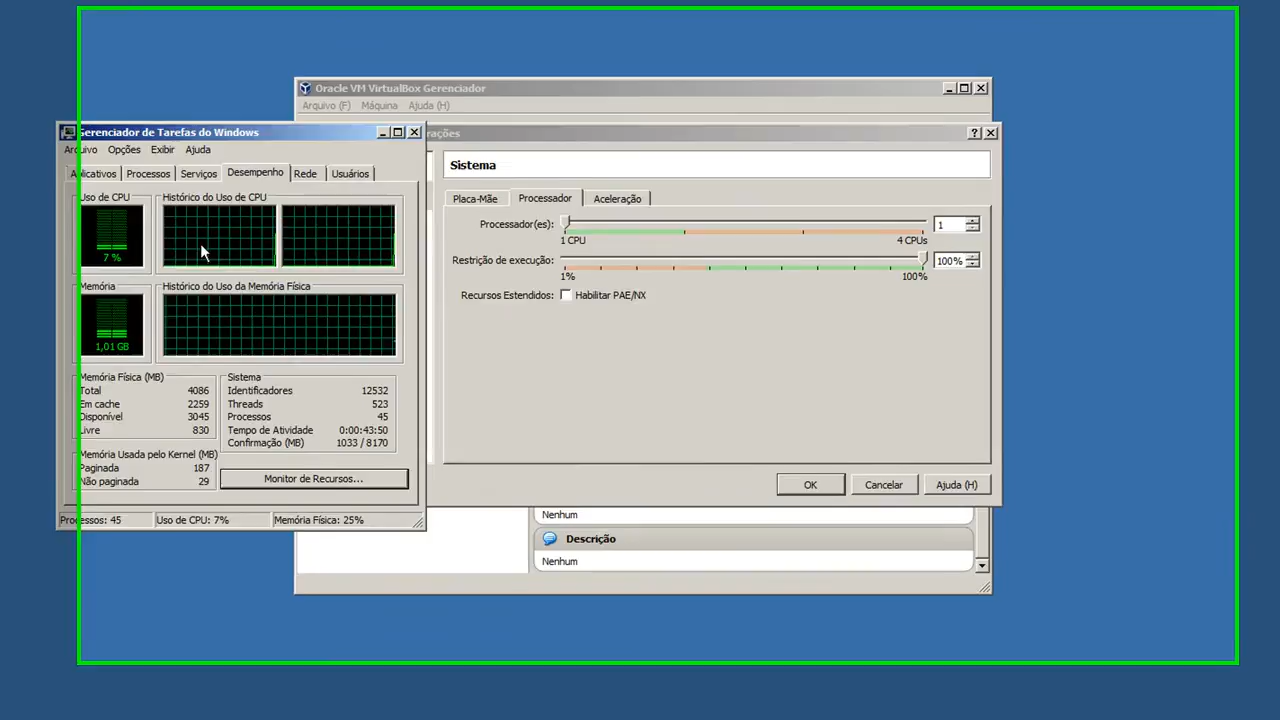 Oracle VM VirtualBox Gerenciador
Arquivo (F) Máquina Ajuda (H)
Gerenciador de Tarefas do Windows
Arquivo Opções Exibir Ajuda
Aplicativos Processos Serviços Desempenho Rede Usuários
Uso de CPU
7 %
Histórico do Uso de CPU
Memória
1,01 GB
Histórico do Uso da Memória Física
Memória Física (MB)
Total 4086
Em cache 2259
Disponível 3045
Livre 830
Sistema
Identificadores 12532
Threads 523
Processos 45
Tempo de Atividade 0:00:43:50
Confirmação (MB) 1033 / 8170
Memória Usada pelo Kernel (MB)
Paginada 187
Não paginada 29
Monitor de Recursos...
Processos: 45 Uso de CPU: 7% Memória Física: 25%
rações
Sistema
Placa-Mãe Processador Aceleração
Processador(es): 1
1 CPU 4 CPUs
Restrição de execução: 100%
1% 100%
Recursos Estendidos: Habilitar PAE/NX
OK Cancelar Ajuda (H)
Nenhum
Descrição
Nenhum